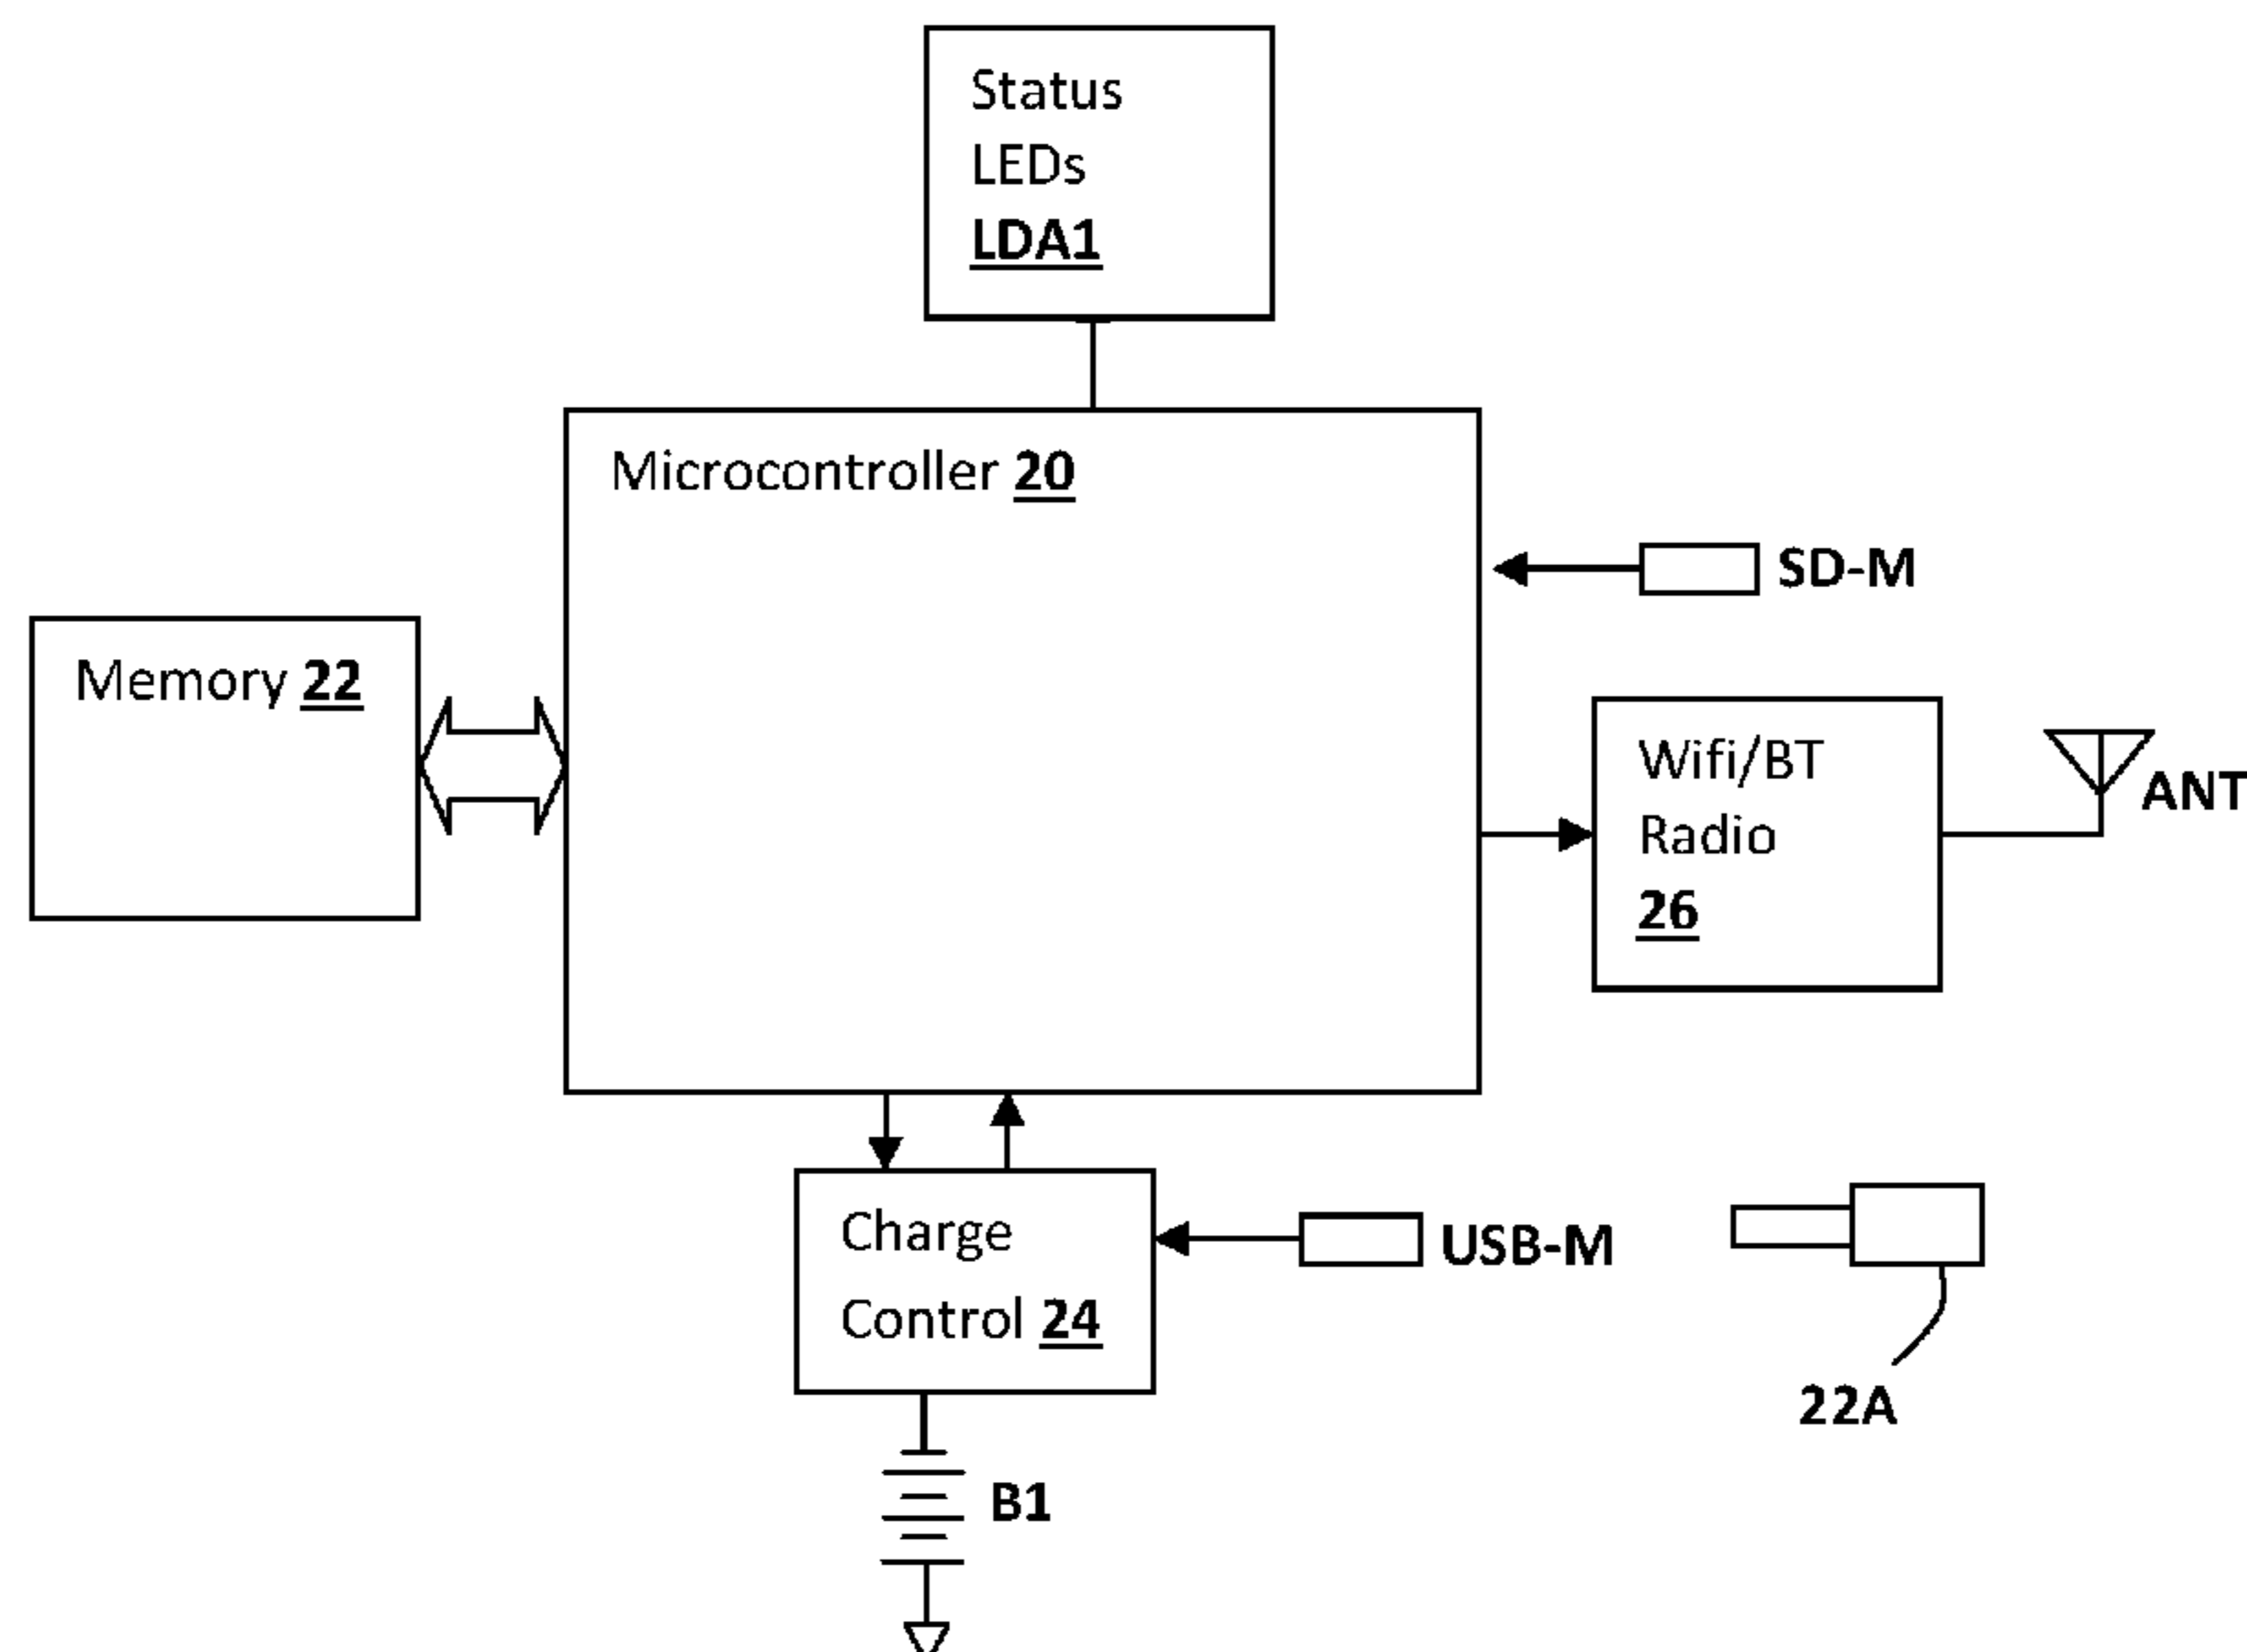 Status
LEDs
LDA1
Microcontroller 20
SD-M
Memory 22
Wifi/BT
Radio
26
ANT
Charge
Control 24
USB-M
22A
B1